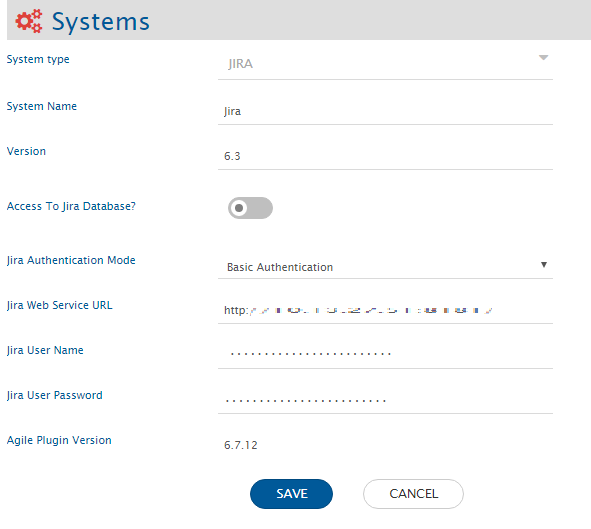 Systems
System type
JIRA
System Name
Jira
Version
6.3
Access To Jira Database?
Jira Authentication Mode
Basic Authentication
Jira Web Service URL
http:/
Jira User Name
........................
Jira User Password
........................
Agile Plugin Version
6.7.12
SAVE
CANCEL